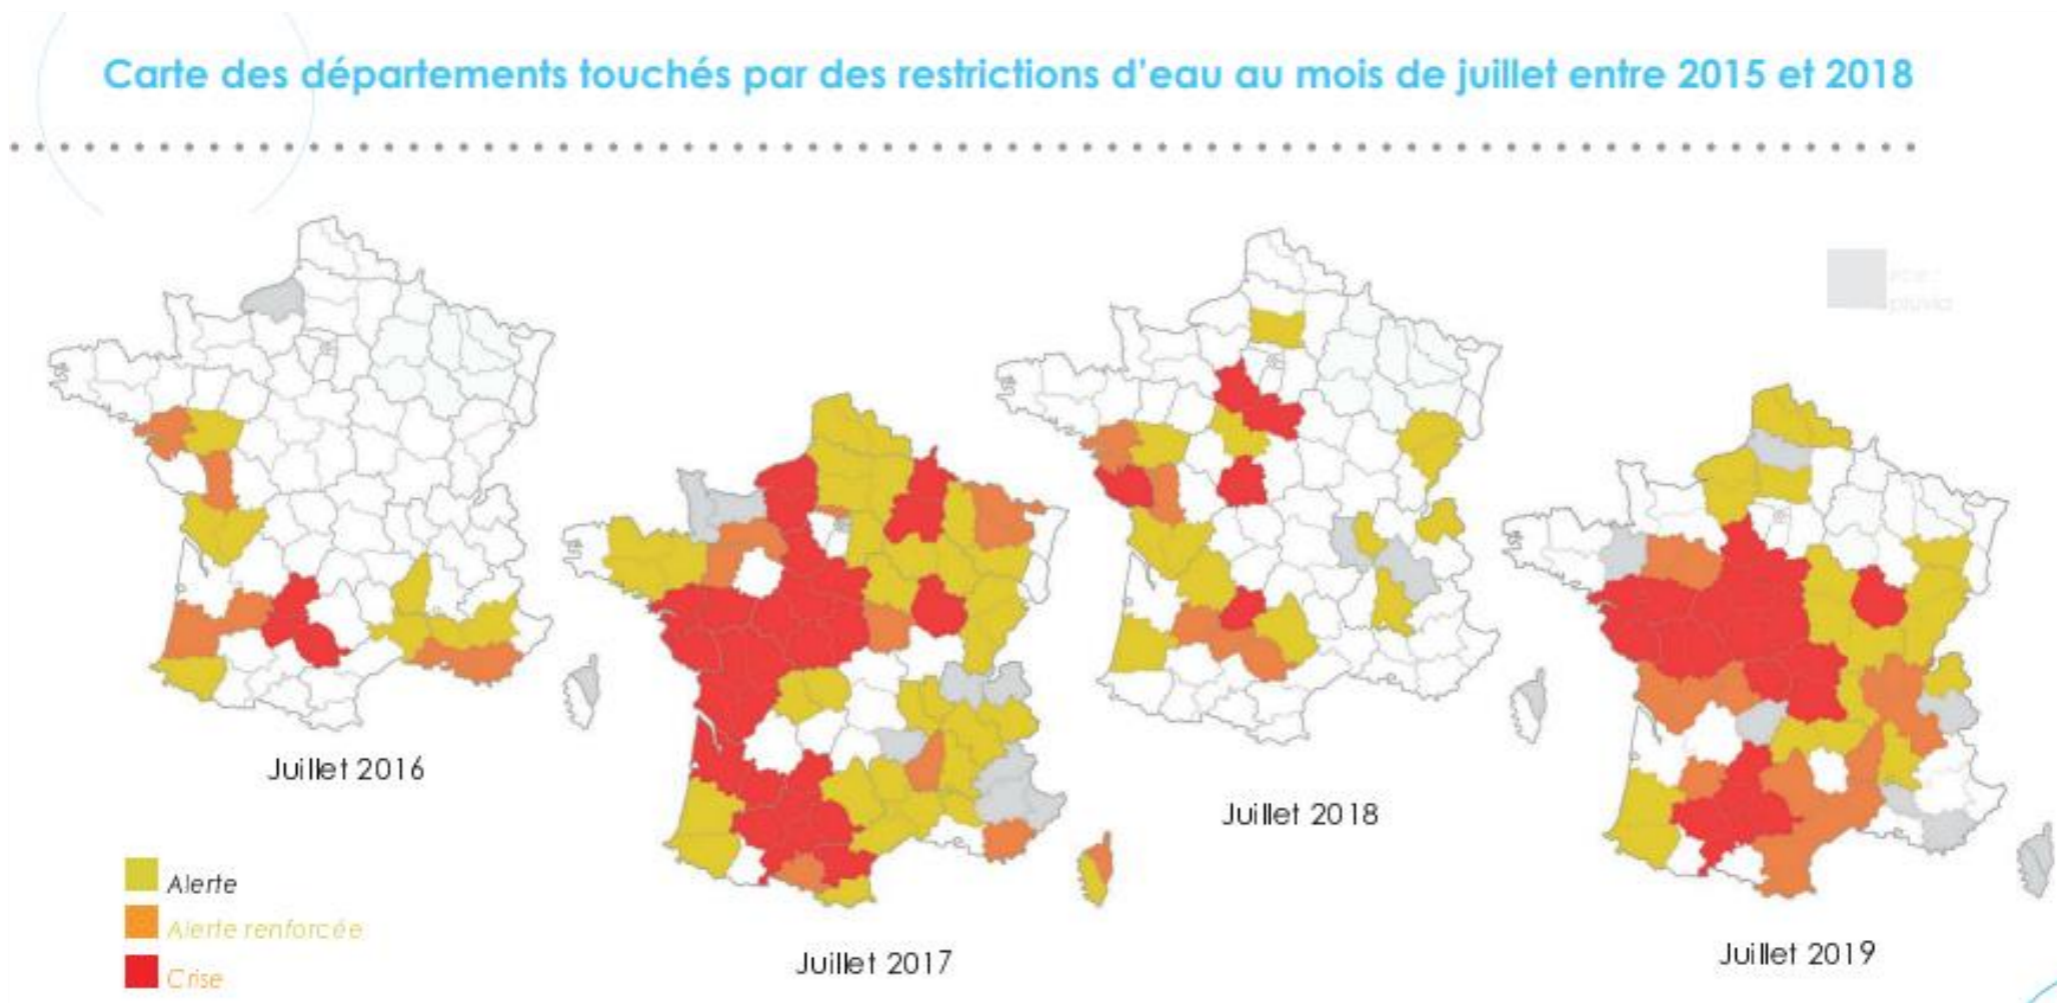 Carte des départements touchés par des restrictions d'eau au mois de juillet entre 2015 et 2018
Juillet 2016
Juillet 2018
Alerte
Alerte renforcée
Crise
Juillet 2017
Juillet 2019